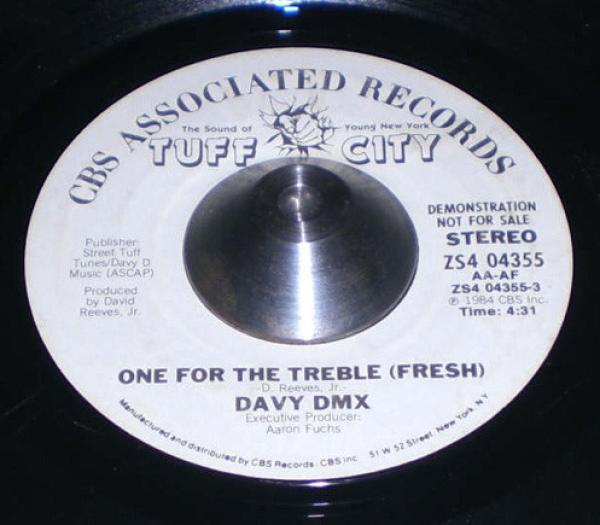 CBS ASSOCIATED RECORDS
The Sound of Young New York
TUFF CITY
DEMONSTRATION
NOT FOR SALE
STEREO
ZS4 04355
AA-AF
ZS4 04355-3
℗ 1984 CBS Inc.
Time: 4:31
Publisher:
Street Tuff
Tunes/Davy D
Music (ASCAP)
Produced
by David
Reeves, Jr.
ONE FOR THE TREBLE (FRESH)
-D. Reeves, Jr.-
DAVY DMX
Executive Producer:
Aaron Fuchs
Manufactured and distributed by CBS Records: CBS Inc. 51 W 52 Street, New York, N.Y.